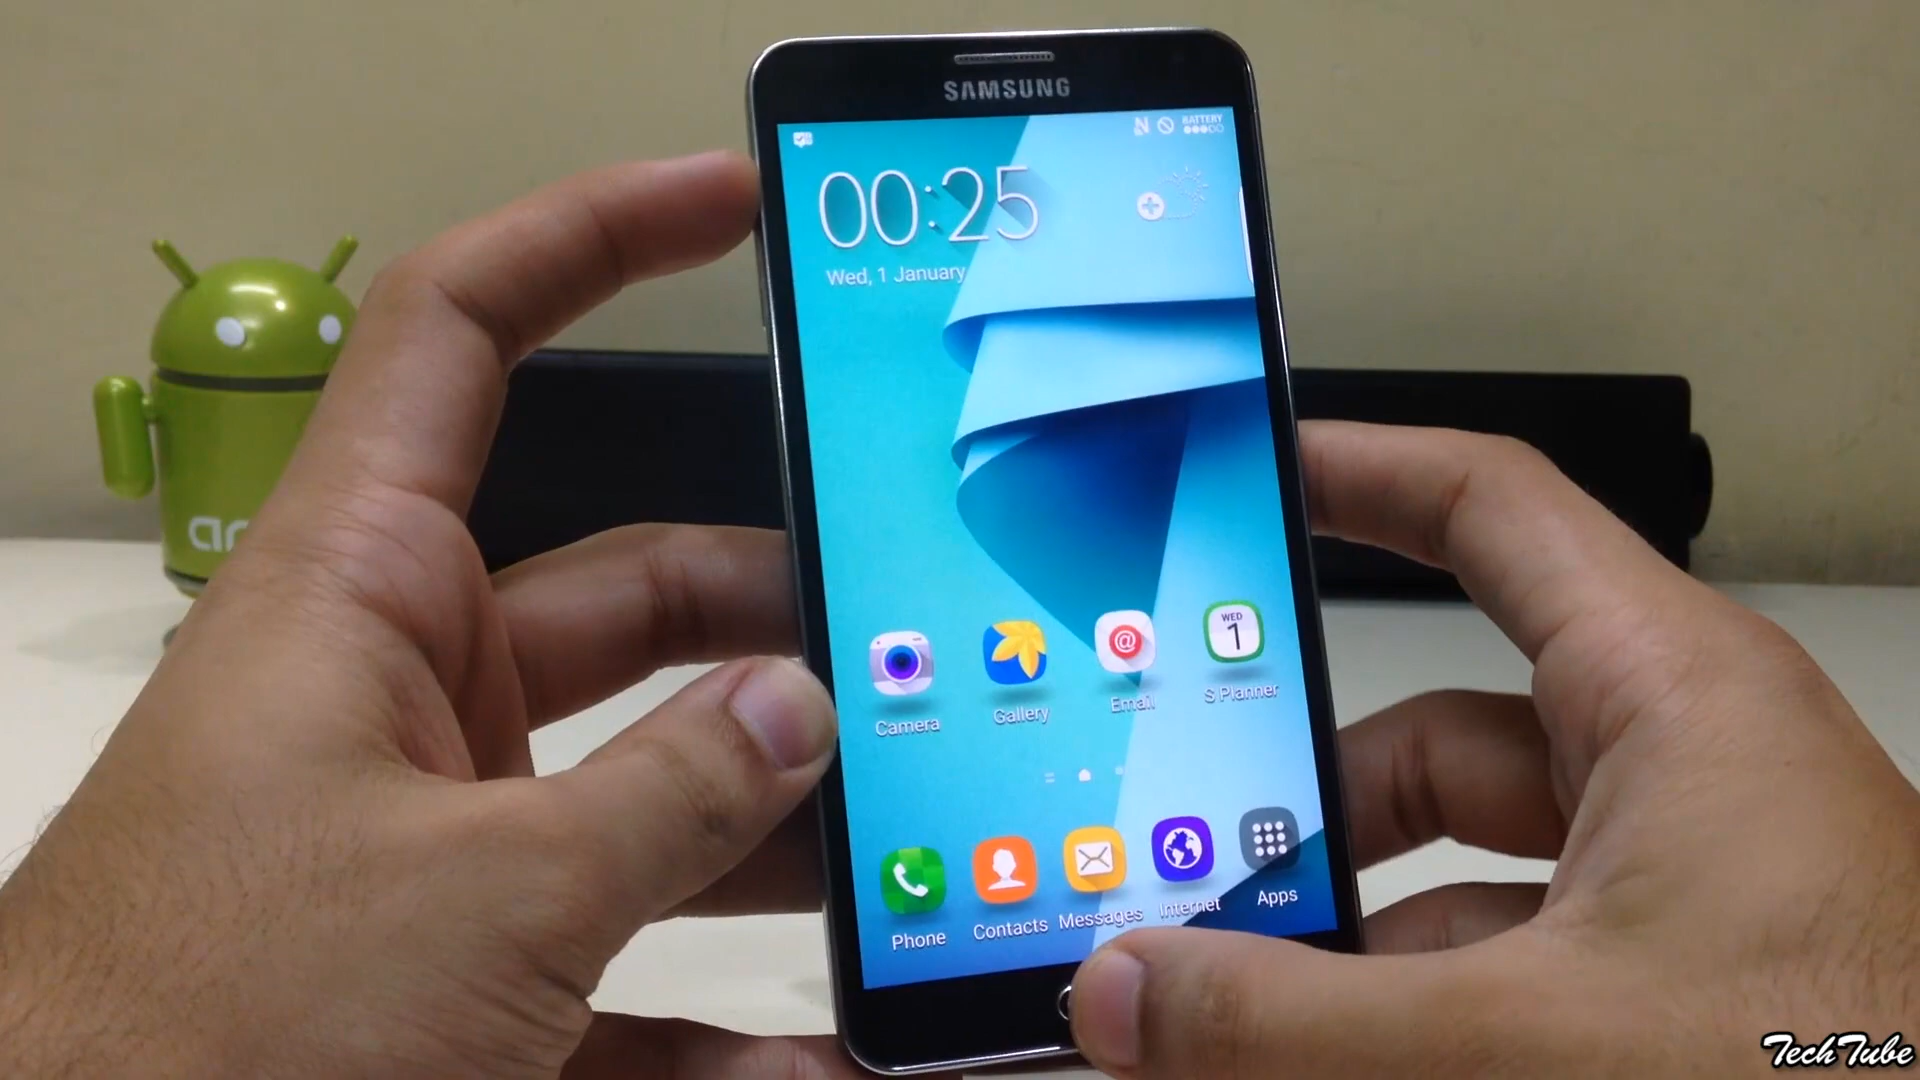 SAMSUNG
N
BATTERY
00:25
Wed, 1 January
WED
1
Camera
Gallery
Email
S Planner
Phone
Contacts
Messages
Internet
Apps
TechTube